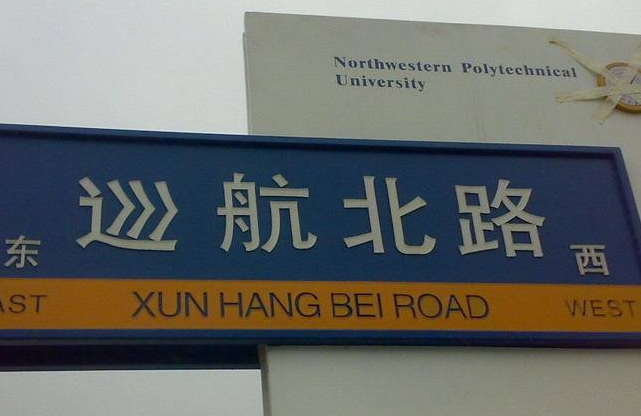 Northwestern Polytechnical
University
东 巡航北路 西
AST XUN HANG BEI ROAD WEST